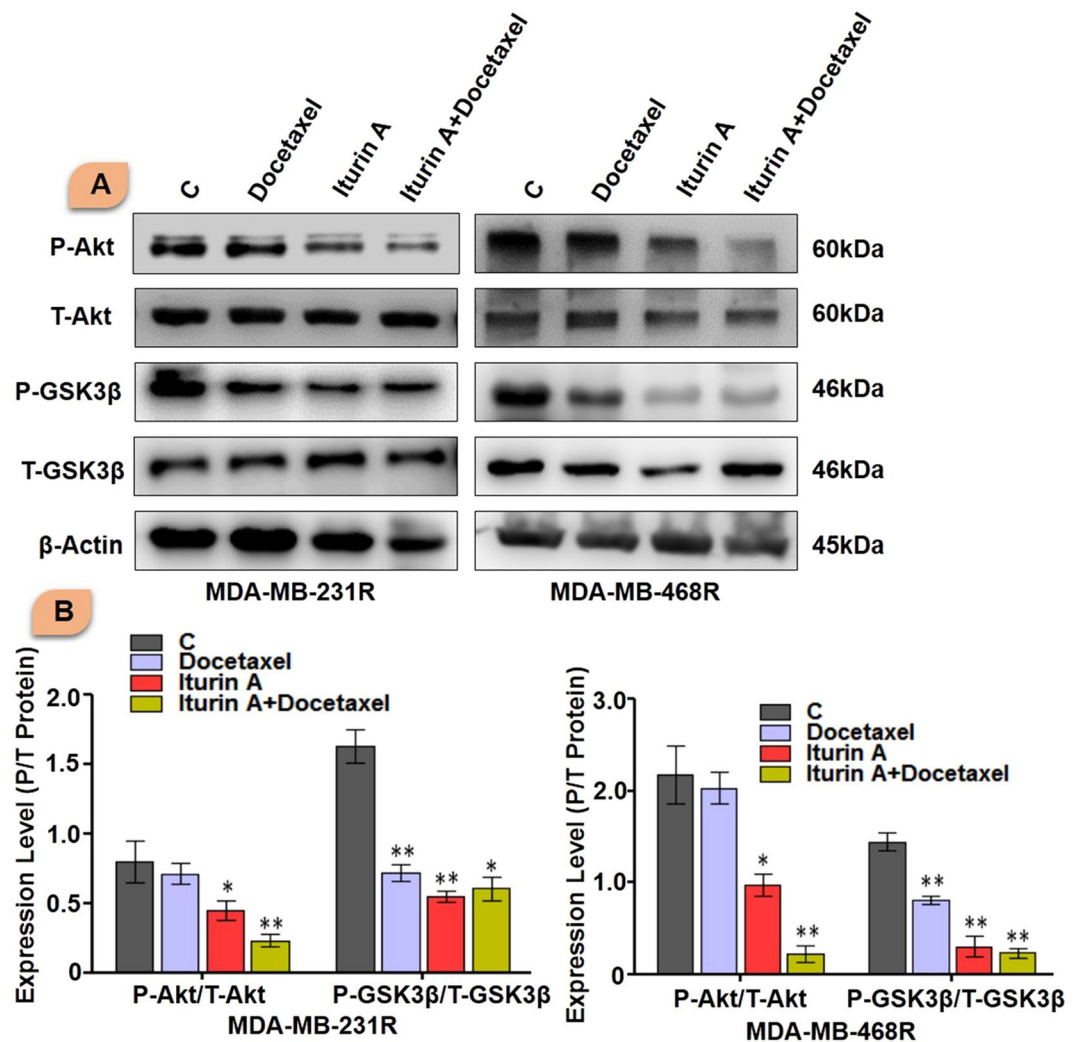 A
C Docetaxel Iturin A Iturin A+Docetaxel C Docetaxel Iturin A Iturin A+Docetaxel
P-Akt 60kDa
T-Akt 60kDa
P-GSK3β 46kDa
T-GSK3β 46kDa
β-Actin 45kDa
MDA-MB-231R MDA-MB-468R
B
Expression Level (P/T Protein)
C
Docetaxel
Iturin A
Iturin A+Docetaxel
2.0
1.5
1.0
0.5
0
* ** ** ** *
P-Akt/T-Akt P-GSK3β/T-GSK3β
MDA-MB-231R
Expression Level (P/T Protein)
C
Docetaxel
Iturin A
Iturin A+Docetaxel
3.0
2.0
1.0
0
* ** ** ** **
P-Akt/T-Akt P-GSK3β/T-GSK3β
MDA-MB-468R